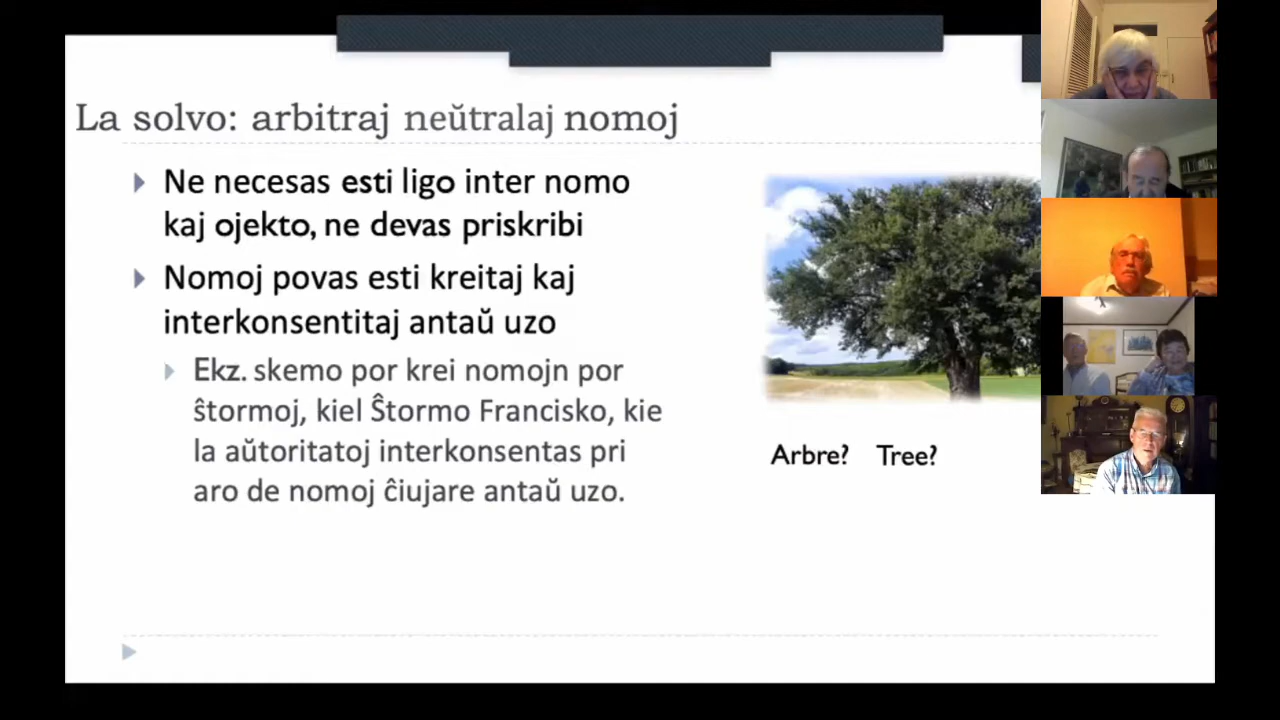 La solvo: arbitraj neŭtralaj nomoj
Ne necesas esti ligo inter nomo
kaj ojekto, ne devas priskribi
Nomoj povas esti kreitaj kaj
interkonsentitaj antaŭ uzo
Ekz. skemo por krei nomojn por
ŝtormoj, kiel Ŝtormo Francisko, kie
la aŭtoritatoj interkonsentas pri
aro de nomoj ĉiujare antaŭ uzo.
Arbre? Tree?